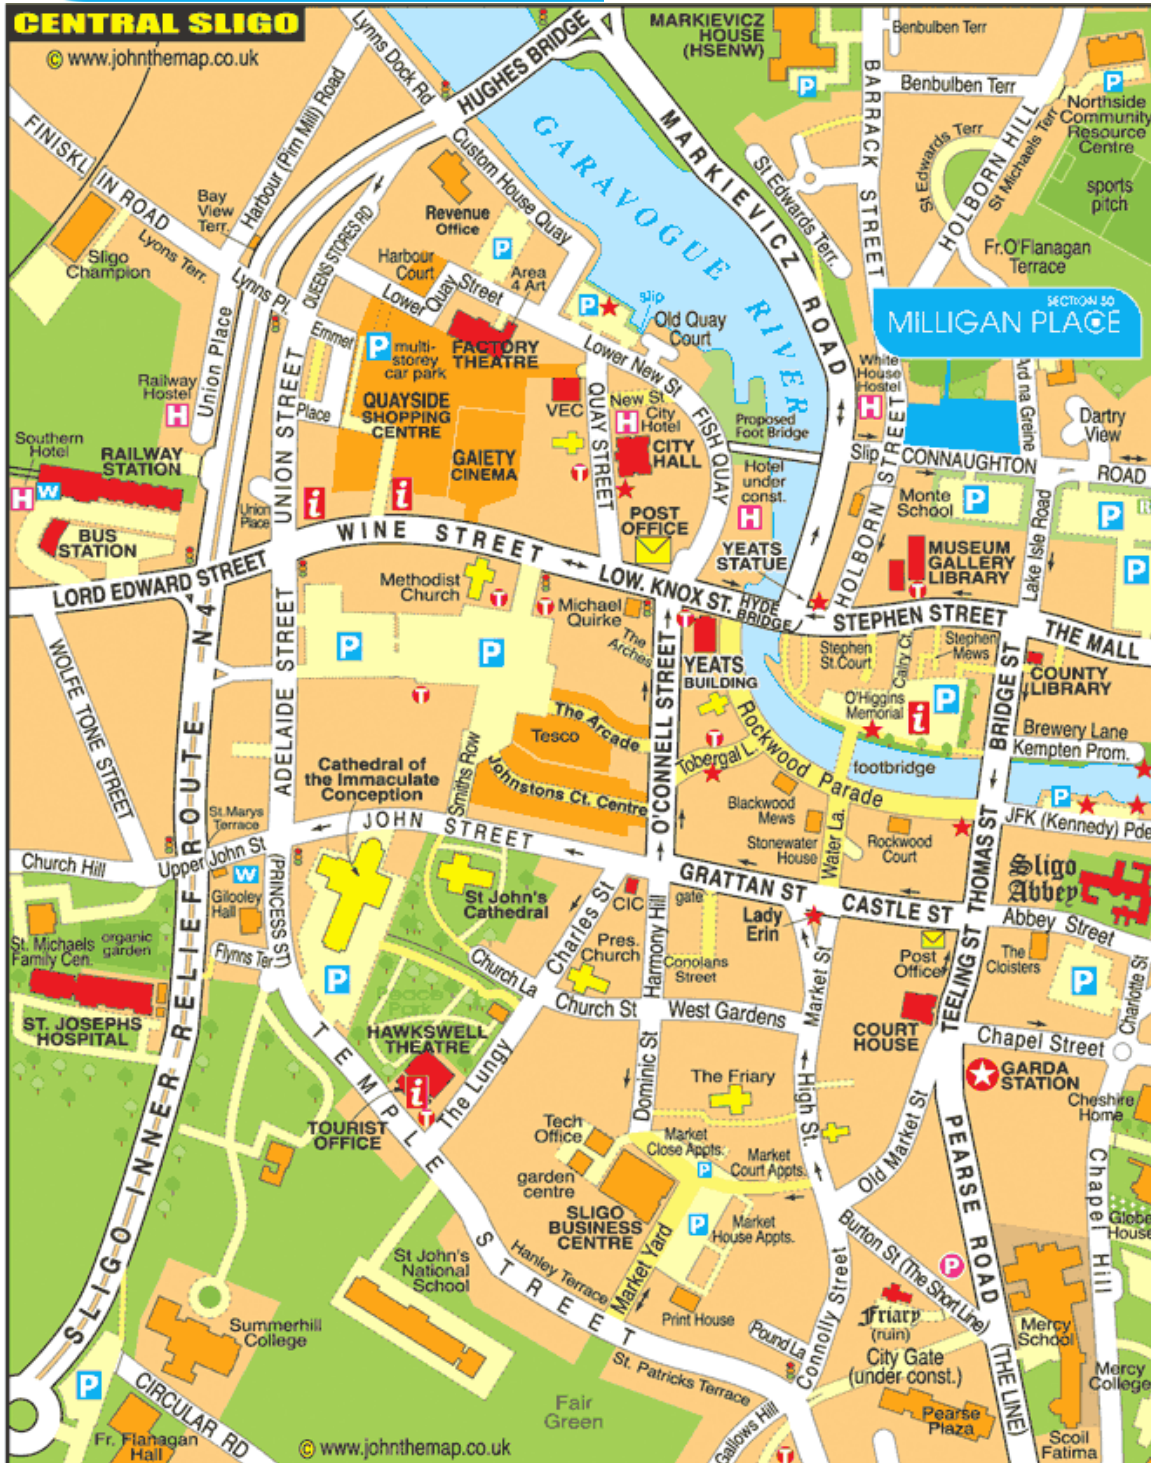 CENTRAL SLIGO
© www.johnthemap.co.uk
Lynns Dock Rd
HUGHES BRIDGE
MARKIEVICZ
HOUSE
(HSENW)
P
Benbulben Terr
BARRACK STREET
Benbulben Terr
P
Northside
Community
Resource
Centre
FINISKLIN ROAD
Harbour (Pirn Mill) Road
GARAVOGUE RIVER
MARKIEVICZ ROAD
Custom House Quay
St Edwards Terr
HOLBORN HILL
St Michaels Terr
St Edwards Terr.
sports
pitch
Bay
View
Terr.
Revenue
Office
P
Fr.O'Flanagan
Terrace
Sligo
Champion
Lyons Terr.
Lynns Pl.
QUEENS STORES RD
Harbour
Court
Lower Quay Street
Area
4 Art
P
slip
Old Quay
Court
SECTION 50
MILLIGAN PLACE
Union Place
Emmet
Place
P
multi-
storey
car park
FACTORY
THEATRE
Lower New St
Ard na Greine
White
House
Hostel
H
Railway
Hostel
H
QUAYSIDE
SHOPPING
CENTRE
VEC
QUAY STREET
New St
H
City
Hotel
FISH QUAY
Proposed
Foot Bridge
Dartry
View
Southern
Hotel
H
W
RAILWAY
STATION
UNION STREET
GAIETY
CINEMA
T
CITY
HALL
Slip
CONNAUGHTON
ROAD
Hotel
under
const.
H
HOLBORN STREET
Monte
School
P
P
Lake Isle Road
P
i
i
Union
Place
BUS
STATION
POST
OFFICE
YEATS
STATUE
MUSEUM
GALLERY
LIBRARY
T
WINE STREET
LOW. KNOX ST.
HYDE
BRIDGE
STEPHEN STREET
THE MALL
LORD EDWARD STREET
Methodist
Church
T
T
Michael
Quirke
The
Arches
T
YEATS
BUILDING
Stephen
St.Court
Calry Ct.
Stephen
Mews
COUNTY
LIBRARY
WOLFE TONE STREET
ADELAIDE STREET
P
P
T
O'CONNELL STREET
O'Higgins
Memorial
i
P
BRIDGE ST
Brewery Lane
Kempten Prom.
The Arcade
Tesco
Johnstons Ct. Centre
Smiths Row
T
Tobergal L.
Rockwood Parade
footbridge
Cathedral of
the Immaculate
Conception
Blackwood
Mews
Stonewater
House
Water La.
Rockwood
Court
P
JFK (Kennedy) Pde
St.Marys
Terrace
JOHN STREET
THOMAS ST
Sligo
Abbey
Church Hill
Upper John St
W
Gilooley
Hall
(PRINCESS ST)
St John's
Cathedral
Charles St
CIC
GRATTAN ST
gate
Lady
Erin
CASTLE ST
Abbey Street
St. Michaels
Family Cen.
organic
garden
Flynns Ter
Church La
Pres.
Church
Harmony Hill
Conolans
Street
Market St
Post
Office
The
Cloisters
P
Charlotte St
ST. JOSEPHS
HOSPITAL
P
Peace
Park
HAWKSWELL
THEATRE
Church St
West Gardens
COURT
HOUSE
TEELING ST
Chapel Street
i
T
TOURIST
OFFICE
The Lungy
Dominic St
The Friary
High St.
GARDA
STATION
Cheshire
Home
TEMPLE STREET
Tech
Office
garden
centre
Market
Close Appts.
P
Market
Court Appts.
Old Market St
PEARSE ROAD
(THE LINE)
Chapel Hill
SLIGO
BUSINESS
CENTRE
P
Market
House Appts.
Market Yard
Burton St (The Short Line)
P
Globe
House
SLIGO INNER RELIEF ROUTE N4
St John's
National
School
Hanley Terrace
Print House
Connolly Street
Friary
(ruin)
Mercy
School
Summerhill
College
Pound La
City Gate
(under const.)
Mercy
College
P
CIRCULAR RD
St. Patricks Terrace
Fair
Green
Pearse
Plaza
Fr. Flanagan
Hall
© www.johnthemap.co.uk
Gallows Hill
T
Scoil
Fatima